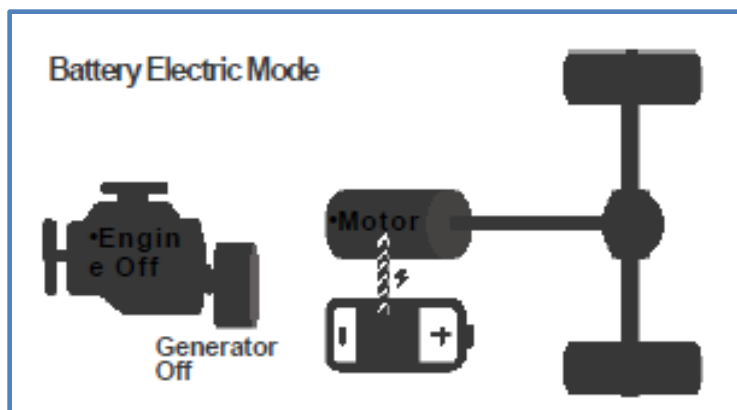 Battery Electric Mode
•Engin
e Off
•Motor
Generator
Off